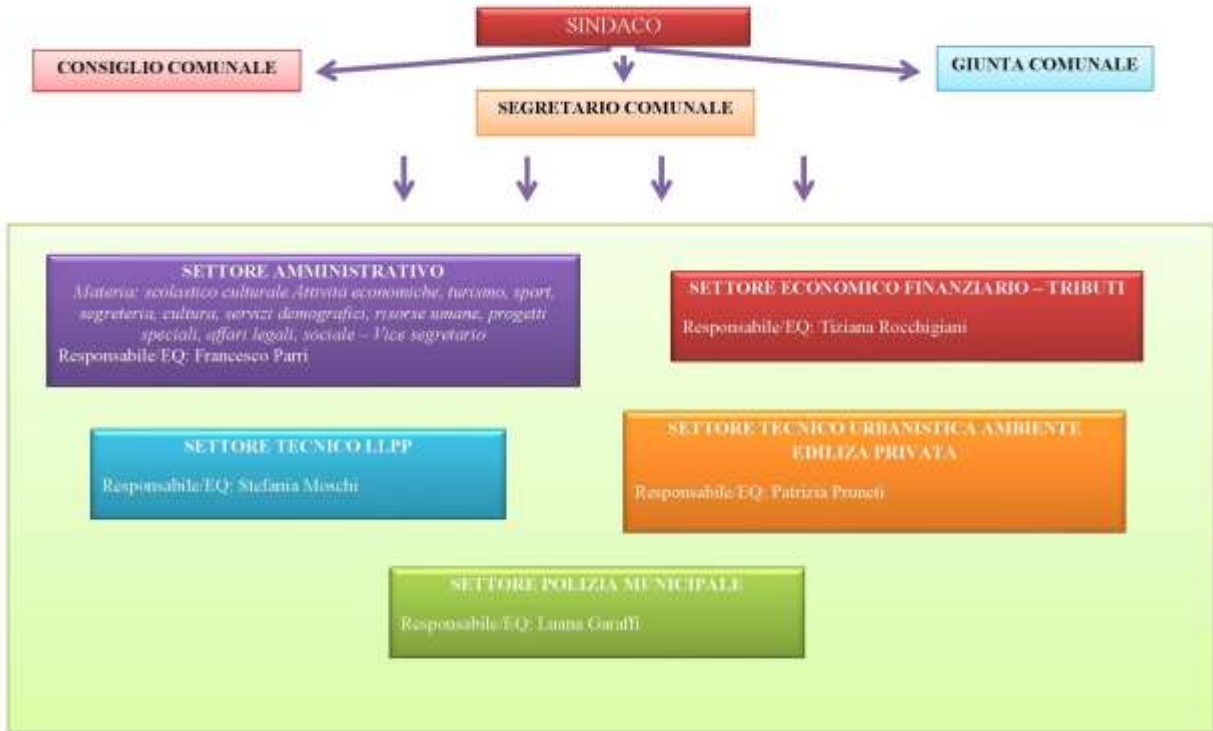 SINDACO
CONSIGLIO COMUNALE
GIUNTA COMUNALE
SEGRETARIO COMUNALE
SETTORE AMMINISTRATIVO
Materia: scolastico culturale Attività economiche, turismo, sport,
segreteria, cultura, servizi demografici, risorse umane, progetti
speciali, affari legali, sociale – Vice segretario
Responsabile/EQ: Francesco Parri
SETTORE ECONOMICO FINANZIARIO – TRIBUTI
Responsabile/EQ: Tiziana Rocchigiani
SETTORE TECNICO LLPP
Responsabile/EQ: Stefania Moschi
SETTORE TECNICO URBANISTICA AMBIENTE
EDILIZA PRIVATA
Responsabile/EQ: Patrizia Pruneti
SETTORE POLIZIA MUNICIPALE
Responsabile/EQ: Luana Garaffi